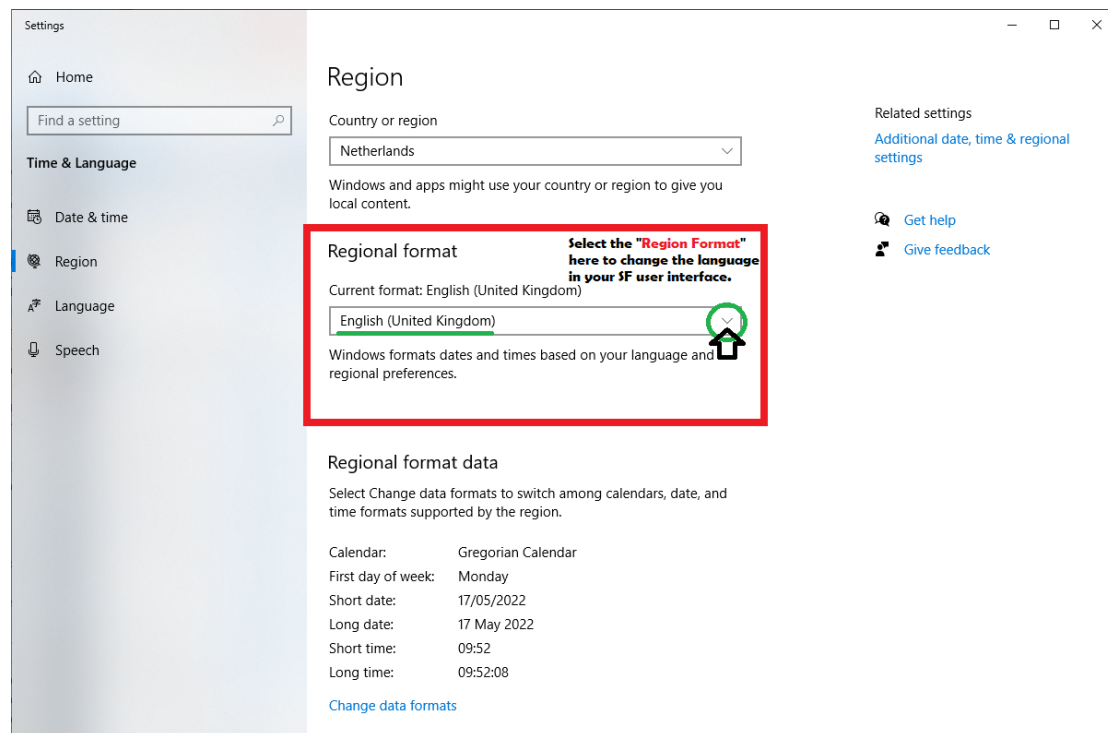 Settings
Home
Find a setting
Time & Language
Date & time
Region
Language
Speech
Region
Country or region
Netherlands
Windows and apps might use your country or region to give you
local content.
Regional format
Select the "Region Format"
here to change the language
in your SF user interface.
Current format: English (United Kingdom)
English (United Kingdom)
Windows formats dates and times based on your language and
regional preferences.
Regional format data
Select Change data formats to switch among calendars, date, and
time formats supported by the region.
Calendar: Gregorian Calendar
First day of week: Monday
Short date: 17/05/2022
Long date: 17 May 2022
Short time: 09:52
Long time: 09:52:08
Change data formats
Related settings
Additional date, time & regional
settings
Get help
Give feedback